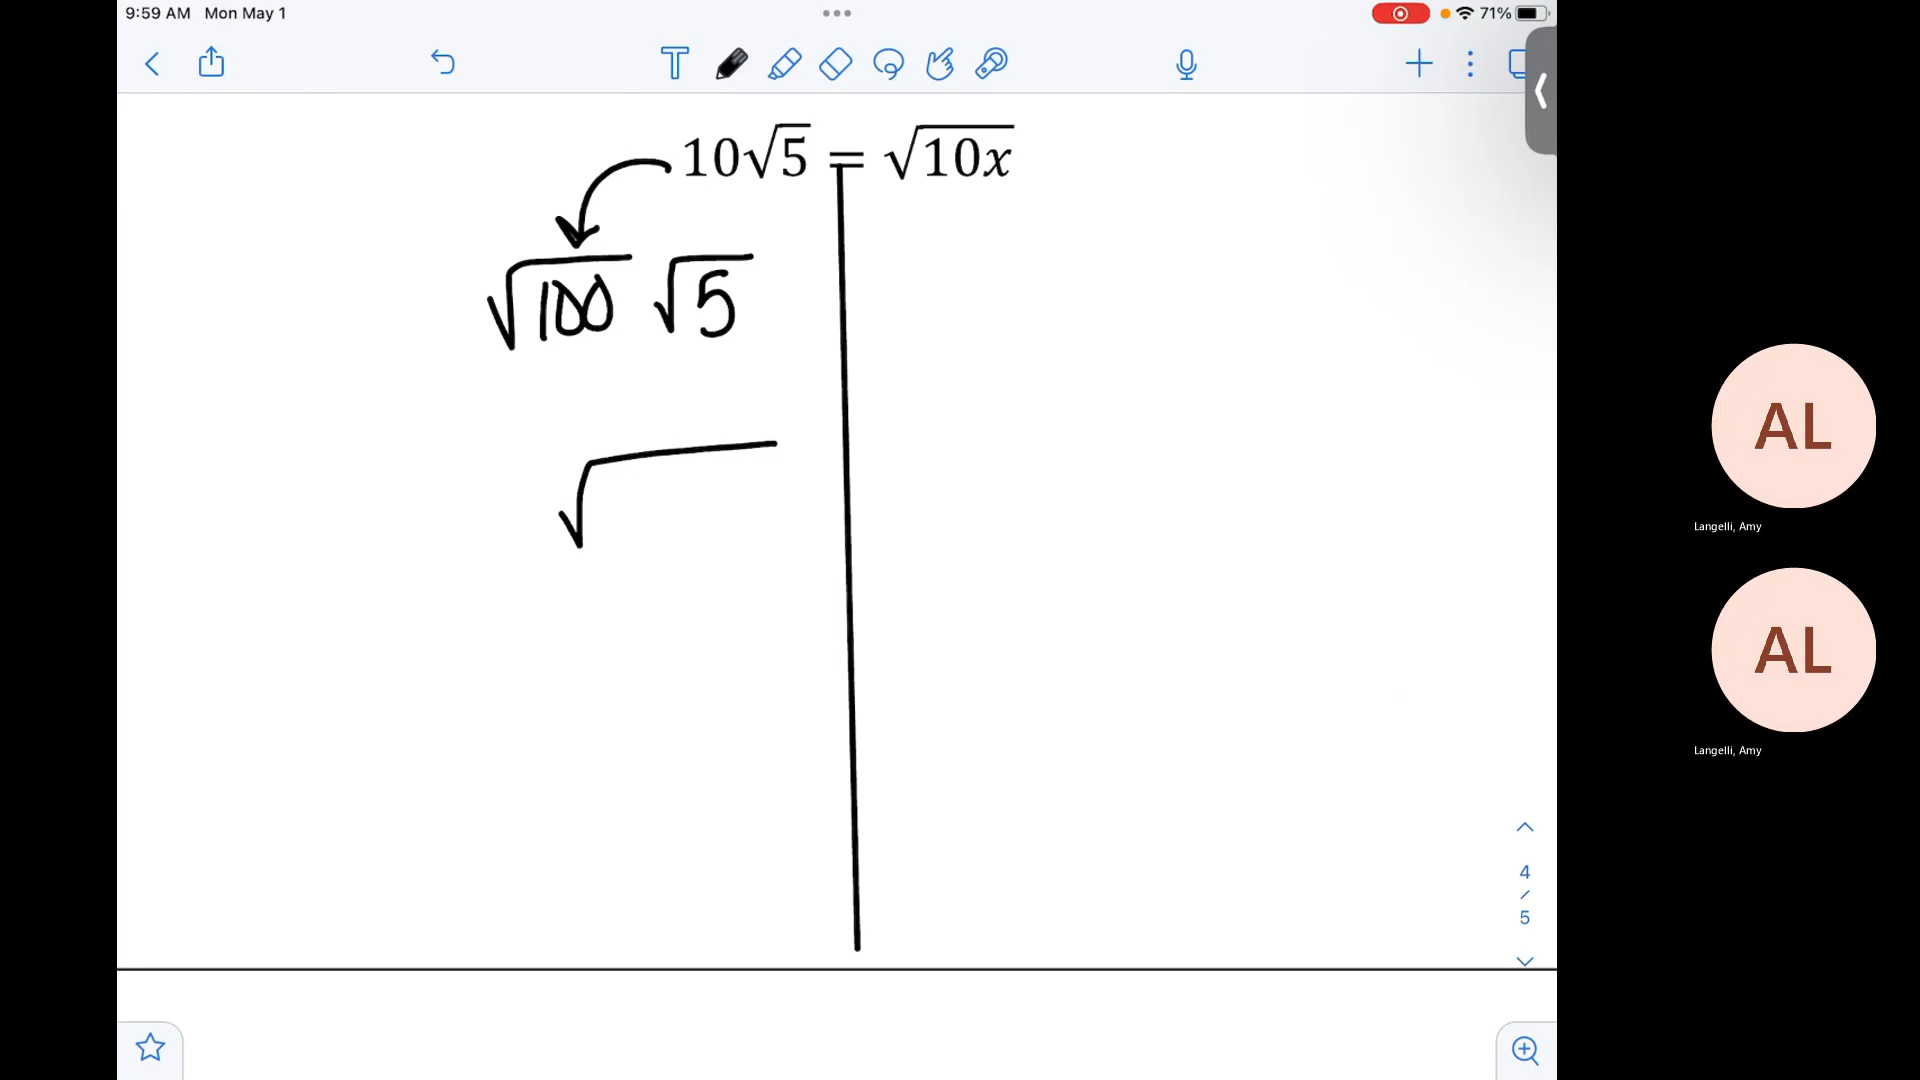 9:59 AM Mon May 1
71%
10√5 = √10x
√100 √5
√
AL
Langelli, Amy
AL
Langelli, Amy
4
/
5